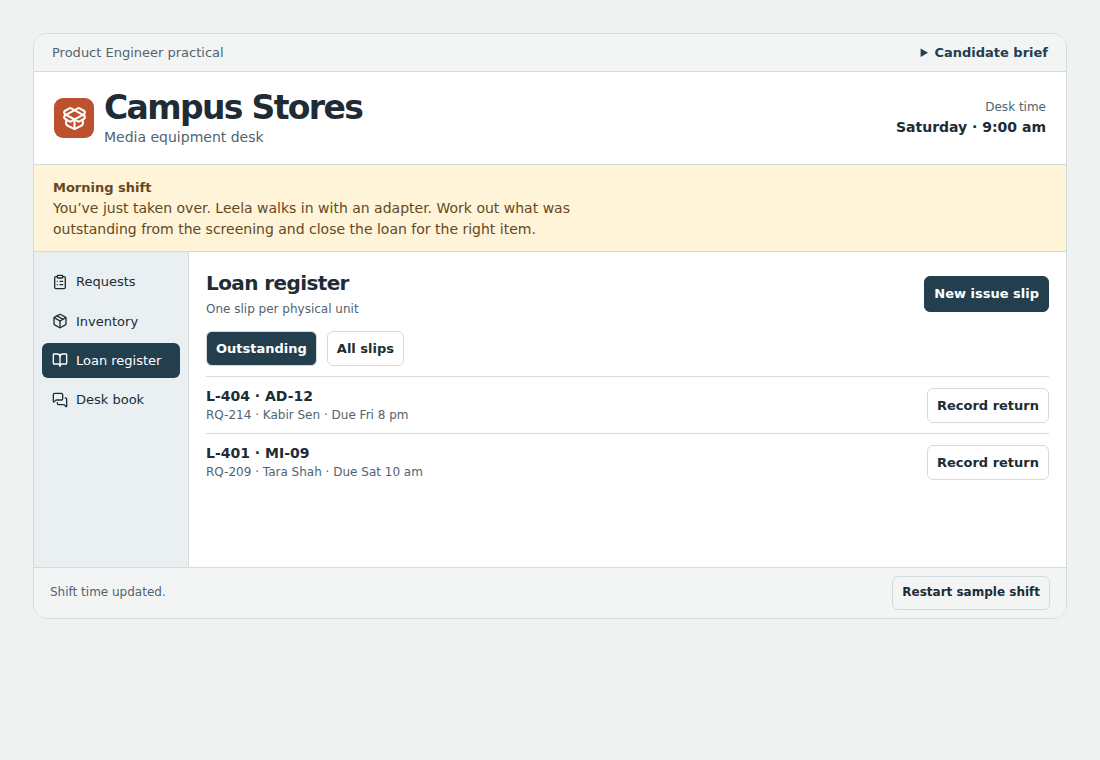 Product Engineer practical
Candidate brief
Campus Stores
Media equipment desk
Desk time
Saturday · 9:00 am
Morning shift
You’ve just taken over. Leela walks in with an adapter. Work out what was
outstanding from the screening and close the loan for the right item.
Requests
Inventory
Loan register
Desk book
Loan register
One slip per physical unit
New issue slip
Outstanding
All slips
L-404 · AD-12
RQ-214 · Kabir Sen · Due Fri 8 pm
Record return
L-401 · MI-09
RQ-209 · Tara Shah · Due Sat 10 am
Record return
Shift time updated.
Restart sample shift